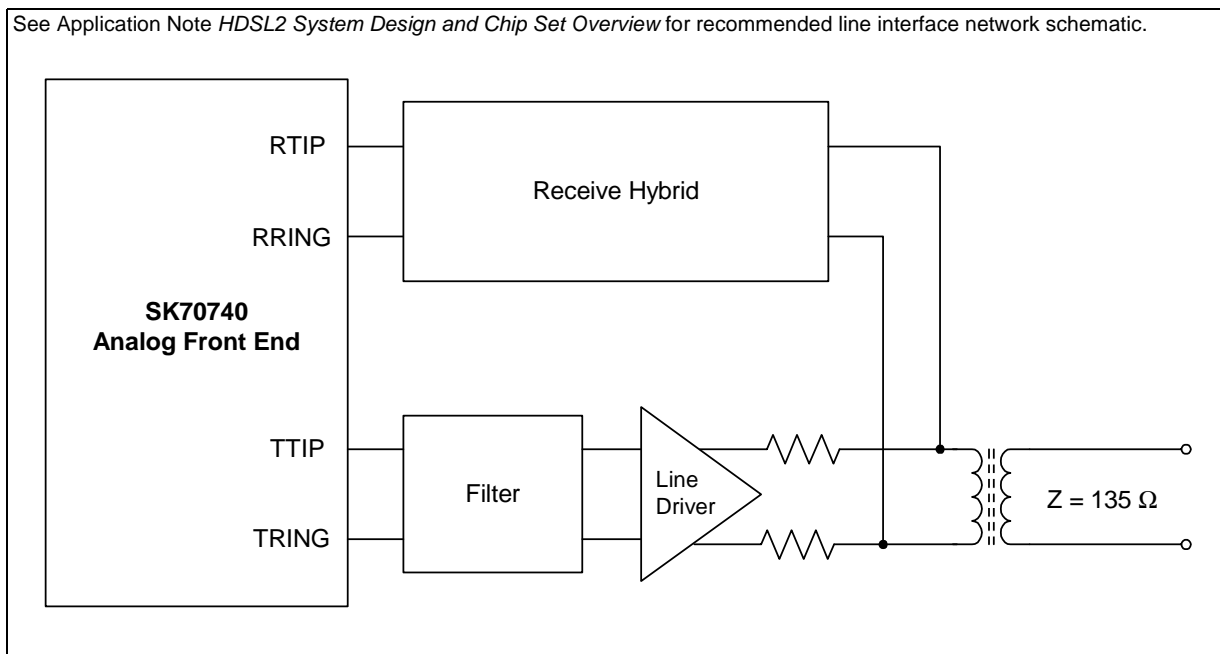 See Application Note HDSL2 System Design and Chip Set Overview for recommended line interface network schematic.
RTIP
Receive Hybrid
RRING
SK70740
Analog Front End
TTIP
Filter
Line
Driver
Z = 135 Ω
TRING